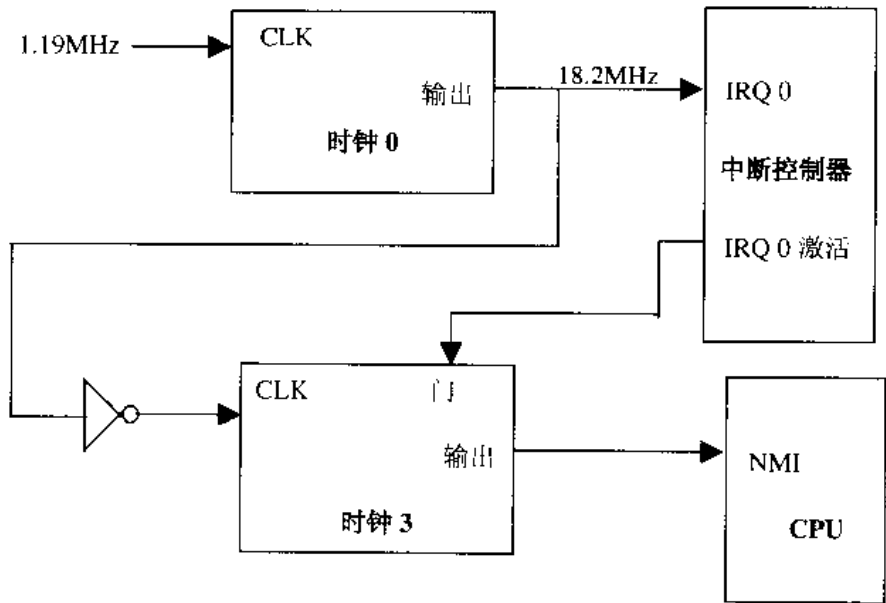 1.19MHz
CLK
输出
时钟 0
18.2MHz
IRQ 0
中断控制器
IRQ 0 激活
CLK
门
输出
时钟 3
NMI
CPU